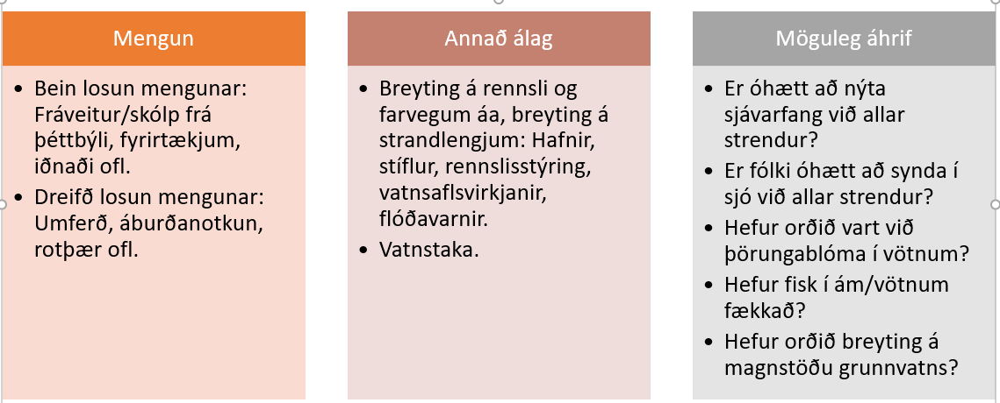 Mengun
• Bein losun mengunar:
Fráveitur/skólp frá
þéttbýli, fyrirtækjum,
iðnaði ofl.
• Dreifð losun mengunar:
Umferð, áburðanotkun,
rotþær ofl.
Annað álag
• Breyting á rennsli og
farvegum áa, breyting á
strandlengjum: Hafnir,
stíflur, rennslisstýring,
vatnsaflsvirkjanir,
flóðavarnir.
• Vatnstaka.
Möguleg áhrif
• Er óhætt að nýta
sjávarfang við allar
strendur?
• Er fólki óhætt að synda í
sjó við allar strendur?
• Hefur orðið vart við
þörungablóma í vötnum?
• Hefur fisk í ám/vötnum
fækkað?
• Hefur orðið breyting á
magnstöðu grunnvatns?